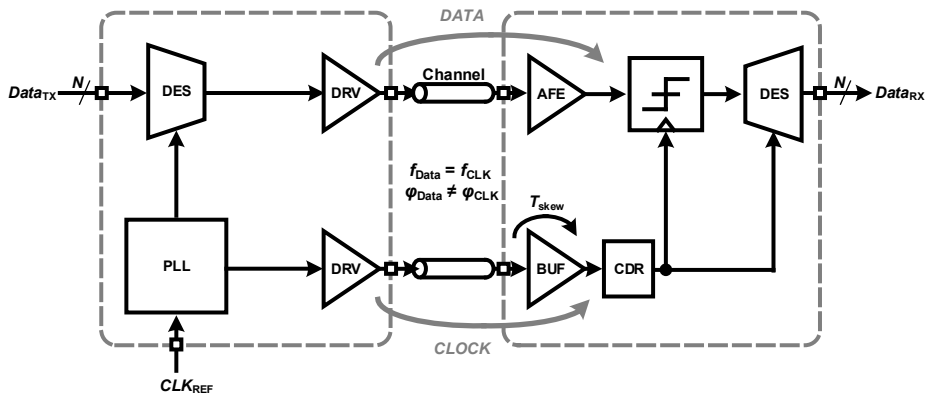 DATA
Channel
N
Data_TX
DES
DRV
AFE
DES
N
Data_RX
f_Data = f_CLK
φ_Data ≠ φ_CLK
T_skew
PLL
DRV
BUF
CDR
CLOCK
CLK_REF